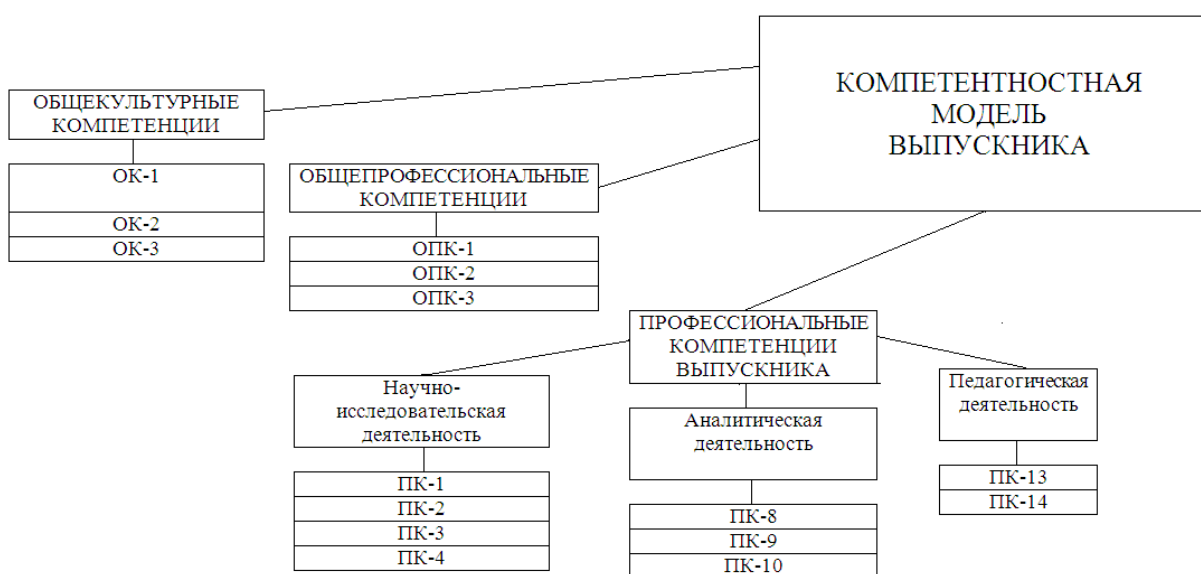 КОМПЕТЕНТНОСТНАЯ
МОДЕЛЬ
ВЫПУСКНИКА
ОБЩЕКУЛЬТУРНЫЕ
КОМПЕТЕНЦИИ
ОК-1
ОК-2
ОК-3
ОБЩЕПРОФЕССИОНАЛЬНЫЕ
КОМПЕТЕНЦИИ
ОПК-1
ОПК-2
ОПК-3
ПРОФЕССИОНАЛЬНЫЕ
КОМПЕТЕНЦИИ
ВЫПУСКНИКА
Научно-
исследовательская
деятельность
ПК-1
ПК-2
ПК-3
ПК-4
Аналитическая
деятельность
ПК-8
ПК-9
ПК-10
Педагогическая
деятельность
ПК-13
ПК-14